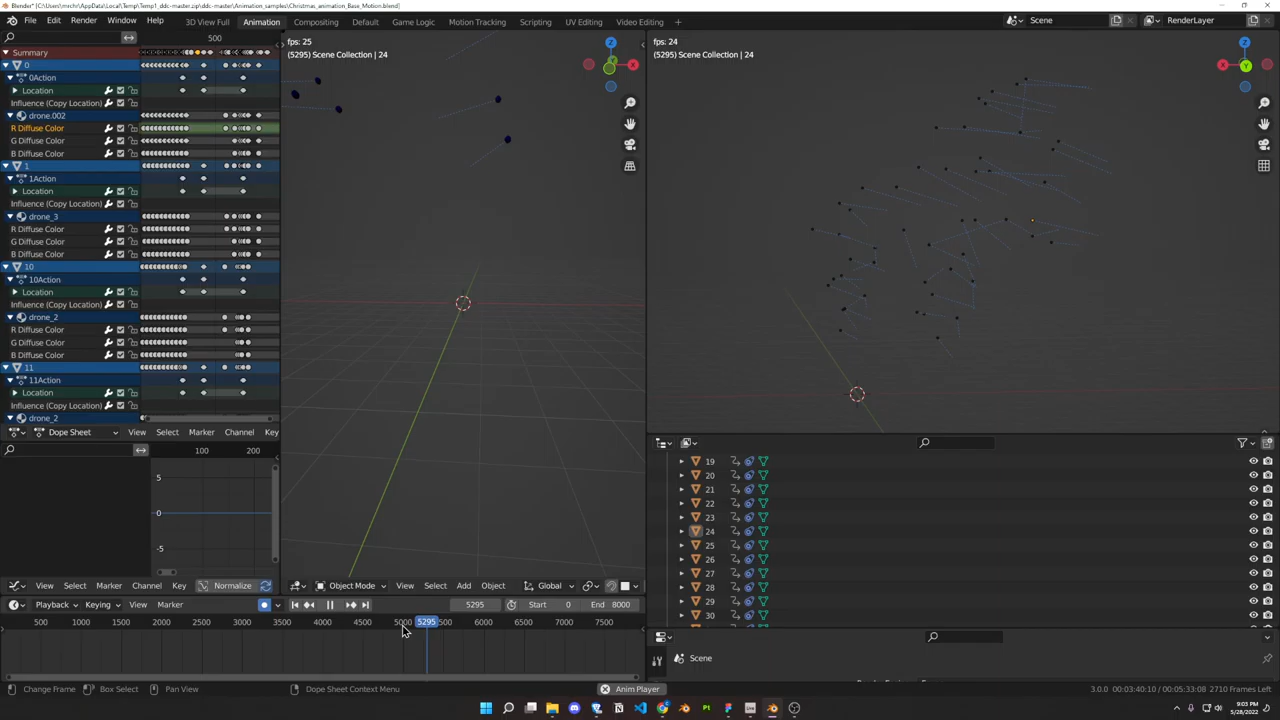 Blender* [C:\Users\mrchr\AppData\Local\Temp\Temp1_ddc-master.zip\ddc-master\Animation_samples\Christmas_animation_Base_Motion.blend]
File Edit Render Window Help 3D View Full Animation Compositing Default Game Logic Motion Tracking Scripting UV Editing Video Editing Scene RenderLayer
500
Summary
0
0Action
Location
Influence (Copy Location)
drone.002
R Diffuse Color
G Diffuse Color
B Diffuse Color
1
1Action
Location
Influence (Copy Location)
drone_3
R Diffuse Color
G Diffuse Color
B Diffuse Color
10
10Action
Location
Influence (Copy Location)
drone_2
R Diffuse Color
G Diffuse Color
B Diffuse Color
11
11Action
Location
Influence (Copy Location)
drone_2
Dope Sheet View Select Marker Channel Key
100 200
5
0
-5
View Select Marker Channel Key Normalize
fps: 25
(5295) Scene Collection | 24
Z
X
Object Mode View Select Add Object Global
fps: 24
(5295) Scene Collection | 24
Z
X Y
19
20
21
22
23
24
25
26
27
28
29
30
Scene
Playback Keying View Marker 5295 Start 0 End 8000
500 1000 1500 2000 2500 3000 3500 4000 4500 5000 5295 500 6000 6500 7000 7500
Change Frame Box Select Pan View Dope Sheet Context Menu Anim Player 3.0.0 | 00:03:40:10 / 00:05:33:08 2710 Frames Left
9:03 PM
5/28/2022